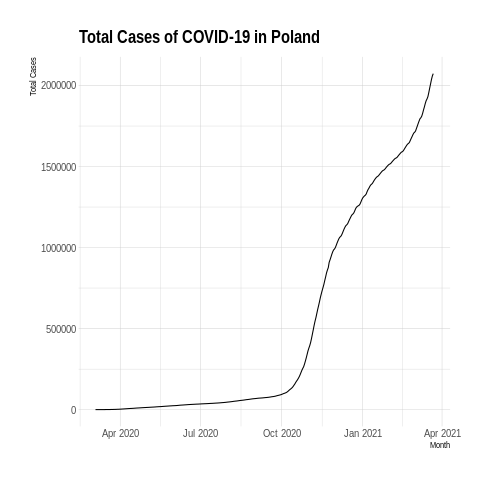 Total Cases of COVID-19 in Poland
Total Cases
2000000
1500000
1000000
500000
0
Apr 2020 Jul 2020 Oct 2020 Jan 2021 Apr 2021
Month